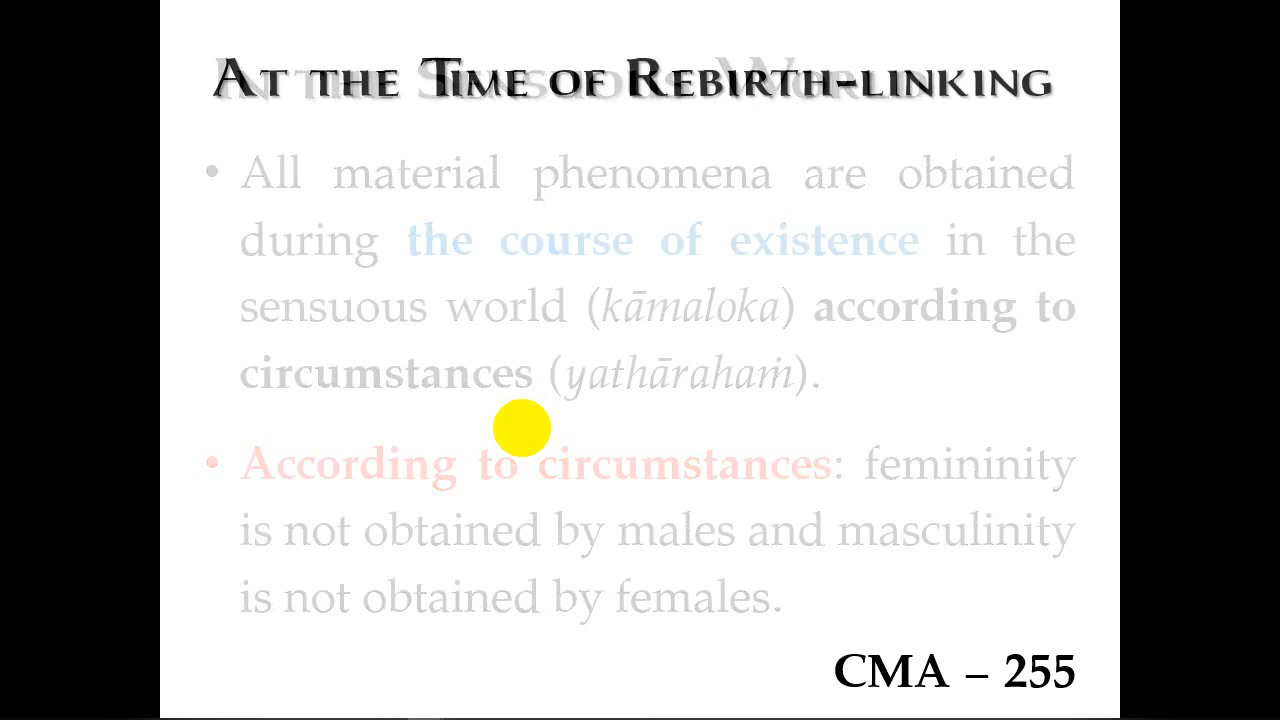 At the Time of Rebirth-linking
• All material phenomena are obtained
during the course of existence in the
sensuous world (kāmaloka) according to
circumstances (yathārahaṁ).
• According to circumstances: femininity
is not obtained by males and masculinity
is not obtained by females.
CMA – 255